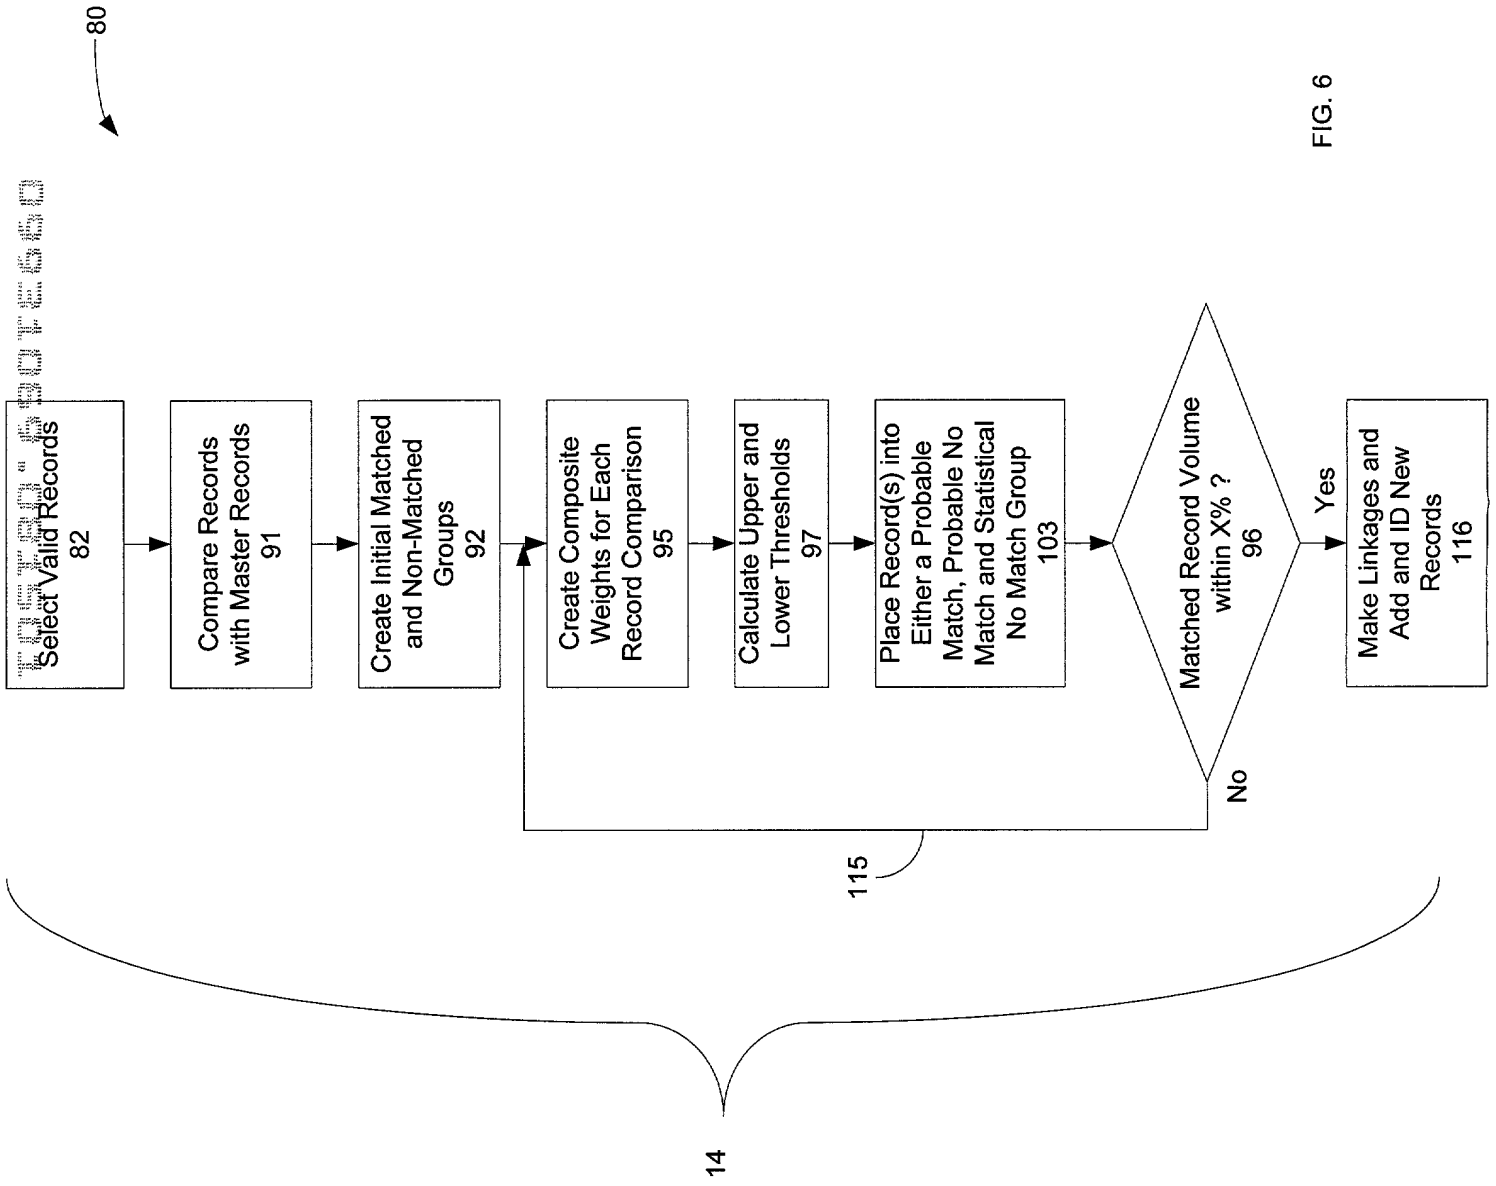 80
Select Valid Records
82
Compare Records
with Master Records
91
Create Initial Matched
and Non-Matched
Groups
92
Create Composite
Weights for Each
Record Comparison
95
Calculate Upper and
Lower Thresholds
97
Place Record(s) into
Either a Probable
Match, Probable No
Match and Statistical
No Match Group
103
Matched Record Volume
within X% ?
96
No
Yes
115
Make Linkages and
Add and ID New
Records
116
14
FIG. 6